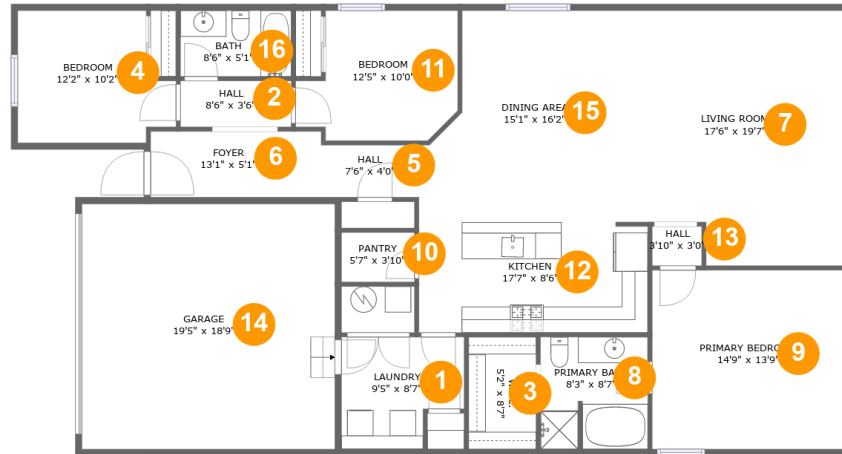 BATH
8'6" x 5'1"
16
BEDROOM
12'2" x 10'2"
4
BEDROOM
12'5" x 10'0"
11
HALL
8'6" x 3'6"
2
DINING AREA
15'1" x 16'2"
15
LIVING ROOM
17'6" x 19'7"
7
FOYER
13'1" x 5'1"
6
HALL
7'6" x 4'0"
5
HALL
3'10" x 3'0"
13
PANTRY
5'7" x 3'10"
10
KITCHEN
17'7" x 8'6"
12
GARAGE
19'5" x 18'9"
14
PRIMARY BEDRO
14'9" x 13'9"
9
LAUNDRY
9'5" x 8'7"
1
5'2" x 8'7"
3
PRIMARY BA
8'3" x 8'7"
8